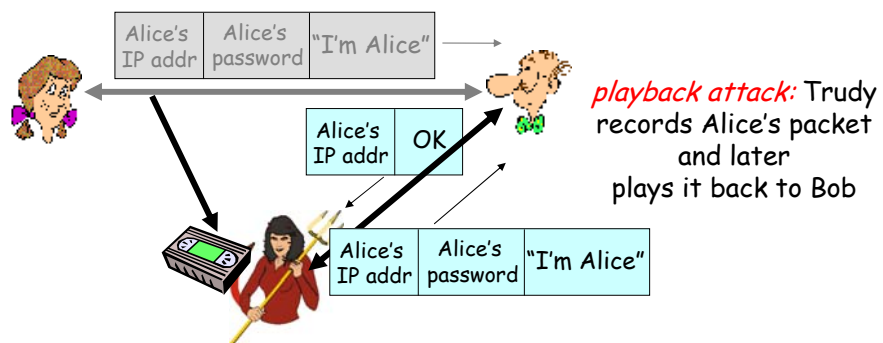 Alice's
IP addr
Alice's
password
"I'm Alice"
playback attack: Trudy
records Alice's packet
and later
plays it back to Bob
Alice's
IP addr
OK
Alice's
IP addr
Alice's
password
"I'm Alice"